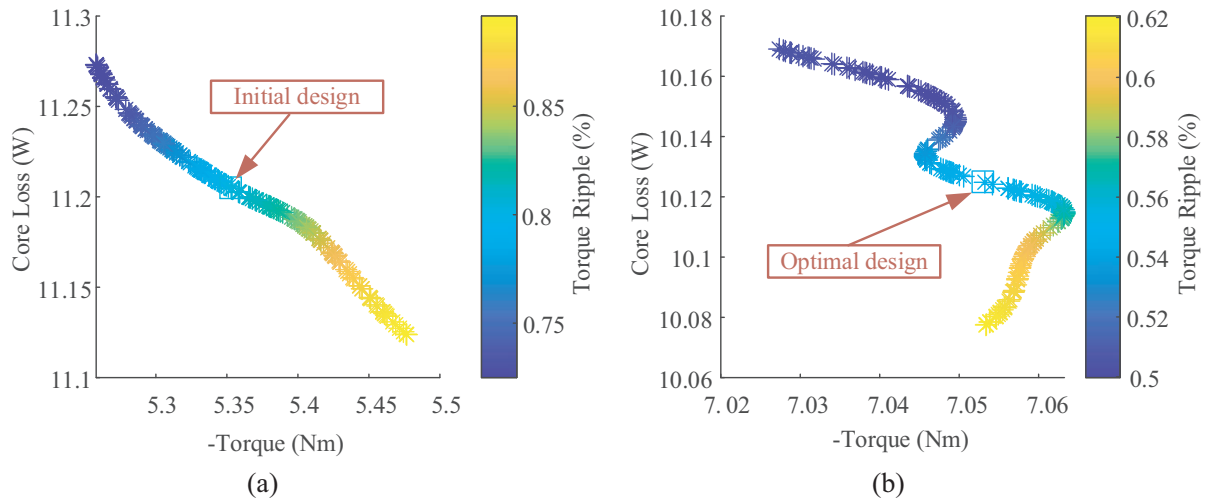 11.3
11.25
11.2
11.15
11.1
Core Loss (W)
Initial design
5.3 5.35 5.4 5.45 5.5
-Torque (Nm)
0.85
0.8
0.75
Torque Ripple (%)
(a)
10.18
10.16
10.14
10.12
10.1
10.08
10.06
Core Loss (W)
Optimal design
7.02 7.03 7.04 7.05 7.06
-Torque (Nm)
0.62
0.6
0.58
0.56
0.54
0.52
0.5
Torque Ripple (%)
(b)